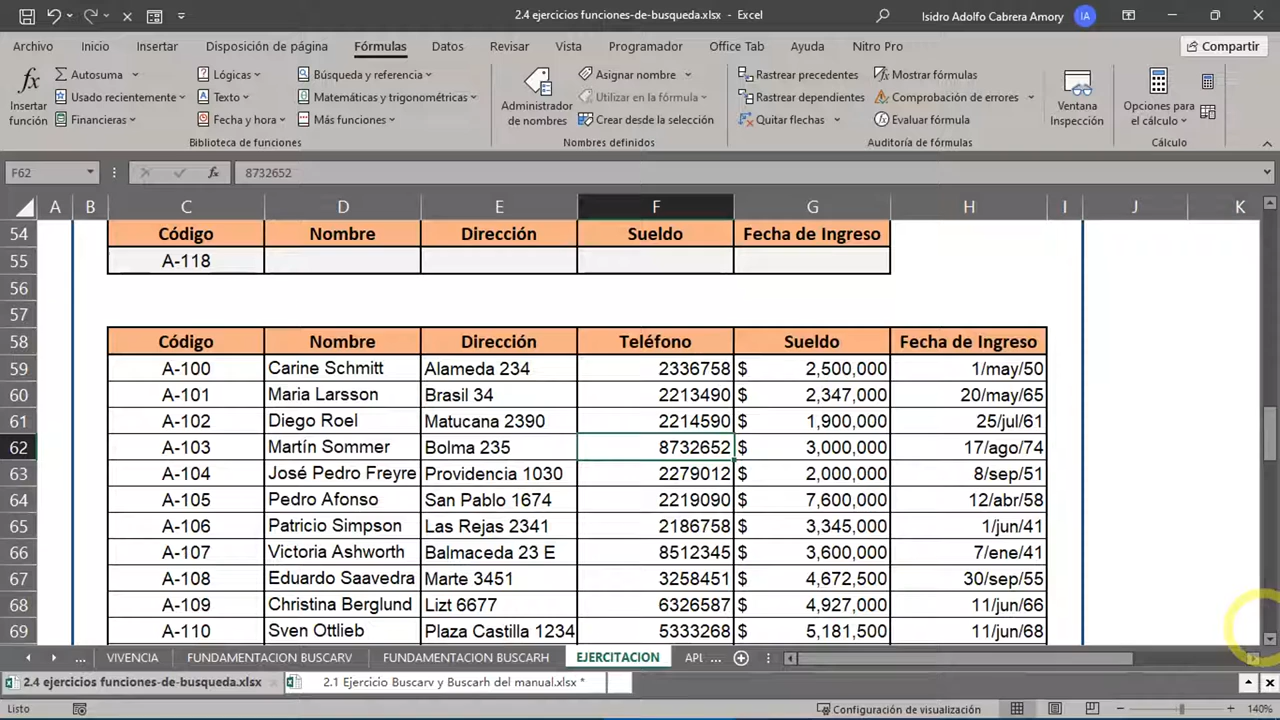 2.4 ejercicios funciones-de-busqueda.xlsx - Excel
Isidro Adolfo Cabrera Amory IA
Archivo Inicio Insertar Disposición de página Fórmulas Datos Revisar Vista Programador Office Tab Ayuda Nitro Pro Compartir
Autosuma Lógicas Búsqueda y referencia Asignar nombre Rastrear precedentes Mostrar fórmulas
Insertar función Usado recientemente Texto Matemáticas y trigonométricas Administrador de nombres Utilizar en la fórmula Rastrear dependientes Comprobación de errores Ventana Inspección Opciones para el cálculo
Financieras Fecha y hora Más funciones Crear desde la selección Quitar flechas Evaluar fórmula
Biblioteca de funciones Nombres definidos Auditoría de fórmulas Cálculo
F62 fx 8732652
A B C D E F G H I J K
54 Código Nombre Dirección Sueldo Fecha de Ingreso
55 A-118
56
57
58 Código Nombre Dirección Teléfono Sueldo Fecha de Ingreso
59 A-100 Carine Schmitt Alameda 234 2336758 $ 2,500,000 1/may/50
60 A-101 Maria Larsson Brasil 34 2213490 $ 2,347,000 20/may/65
61 A-102 Diego Roel Matucana 2390 2214590 $ 1,900,000 25/jul/61
62 A-103 Martín Sommer Bolma 235 8732652 $ 3,000,000 17/ago/74
63 A-104 José Pedro Freyre Providencia 1030 2279012 $ 2,000,000 8/sep/51
64 A-105 Pedro Afonso San Pablo 1674 2219090 $ 7,600,000 12/abr/58
65 A-106 Patricio Simpson Las Rejas 2341 2186758 $ 3,345,000 1/jun/41
66 A-107 Victoria Ashworth Balmaceda 23 E 8512345 $ 3,600,000 7/ene/41
67 A-108 Eduardo Saavedra Marte 3451 3258451 $ 4,672,500 30/sep/55
68 A-109 Christina Berglund Lizt 6677 6326587 $ 4,927,000 11/jun/66
69 A-110 Sven Ottlieb Plaza Castilla 1234 5333268 $ 5,181,500 11/jun/68
... VIVENCIA FUNDAMENTACION BUSCARV FUNDAMENTACION BUSCARH EJERCITACION APL ...
2.4 ejercicios funciones-de-busqueda.xlsx 2.1 Ejercicio Buscarv y Buscarh del manual.xlsx *
Listo Configuración de visualización 140%